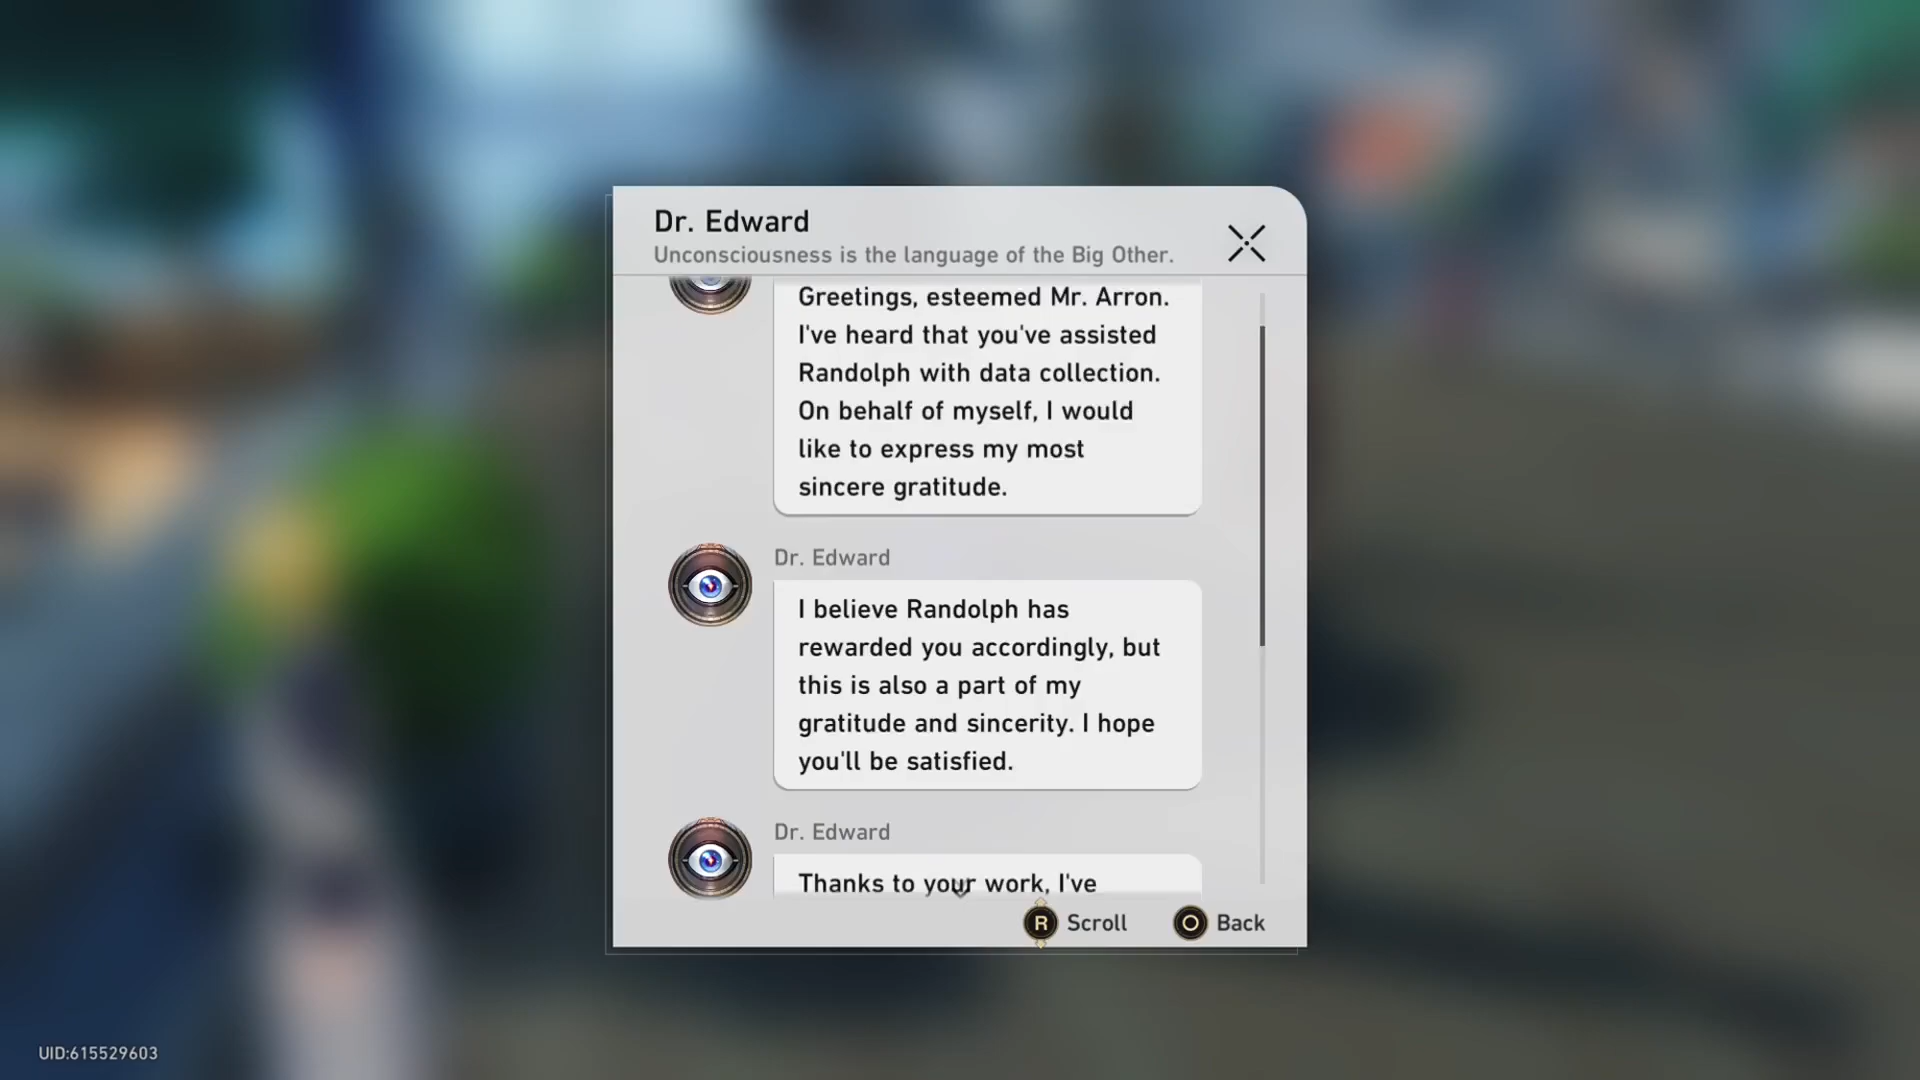 Dr. Edward
Unconsciousness is the language of the Big Other.
Greetings, esteemed Mr. Arron.
I've heard that you've assisted
Randolph with data collection.
On behalf of myself, I would
like to express my most
sincere gratitude.
Dr. Edward
I believe Randolph has
rewarded you accordingly, but
this is also a part of my
gratitude and sincerity. I hope
you'll be satisfied.
Dr. Edward
Thanks to your work, I've
R Scroll
Back
UID:615529603